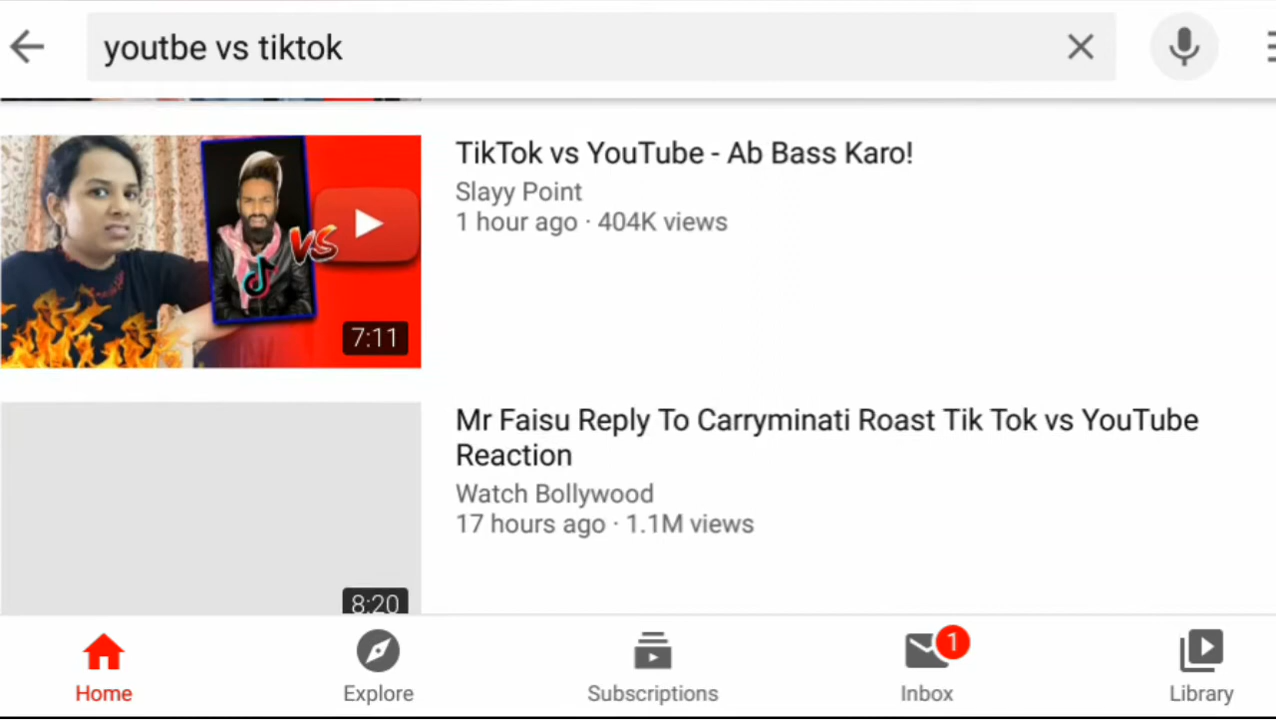 youtbe vs tiktok
TikTok vs YouTube - Ab Bass Karo!
Slayy Point
1 hour ago · 404K views
VS
7:11
Mr Faisu Reply To Carryminati Roast Tik Tok vs YouTube
Reaction
Watch Bollywood
17 hours ago · 1.1M views
8:20
1
Home Explore Subscriptions Inbox Library